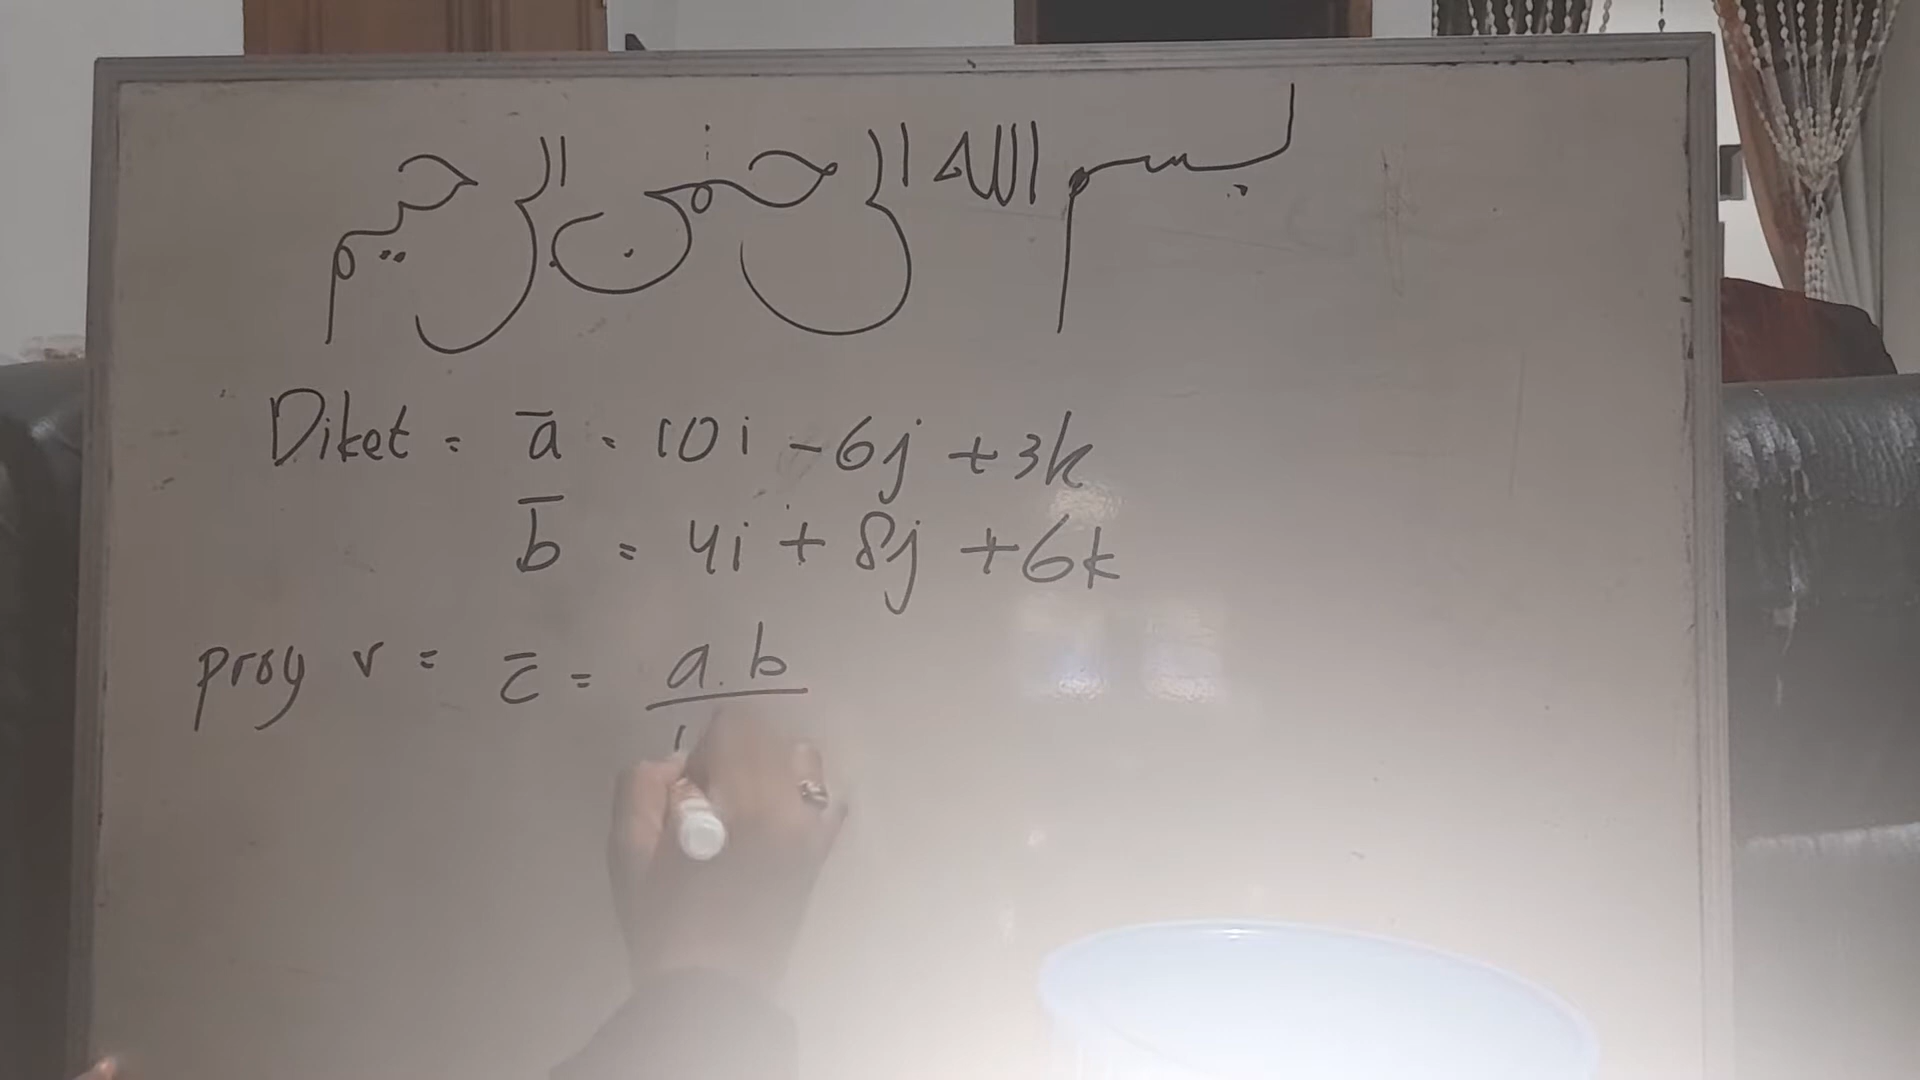 بسم الله الرحمن الرحيم
Diket = a̅ = 10i - 6j + 3k
b̅ = 4i + 8j + 6k
proy v = c̅ = a.b